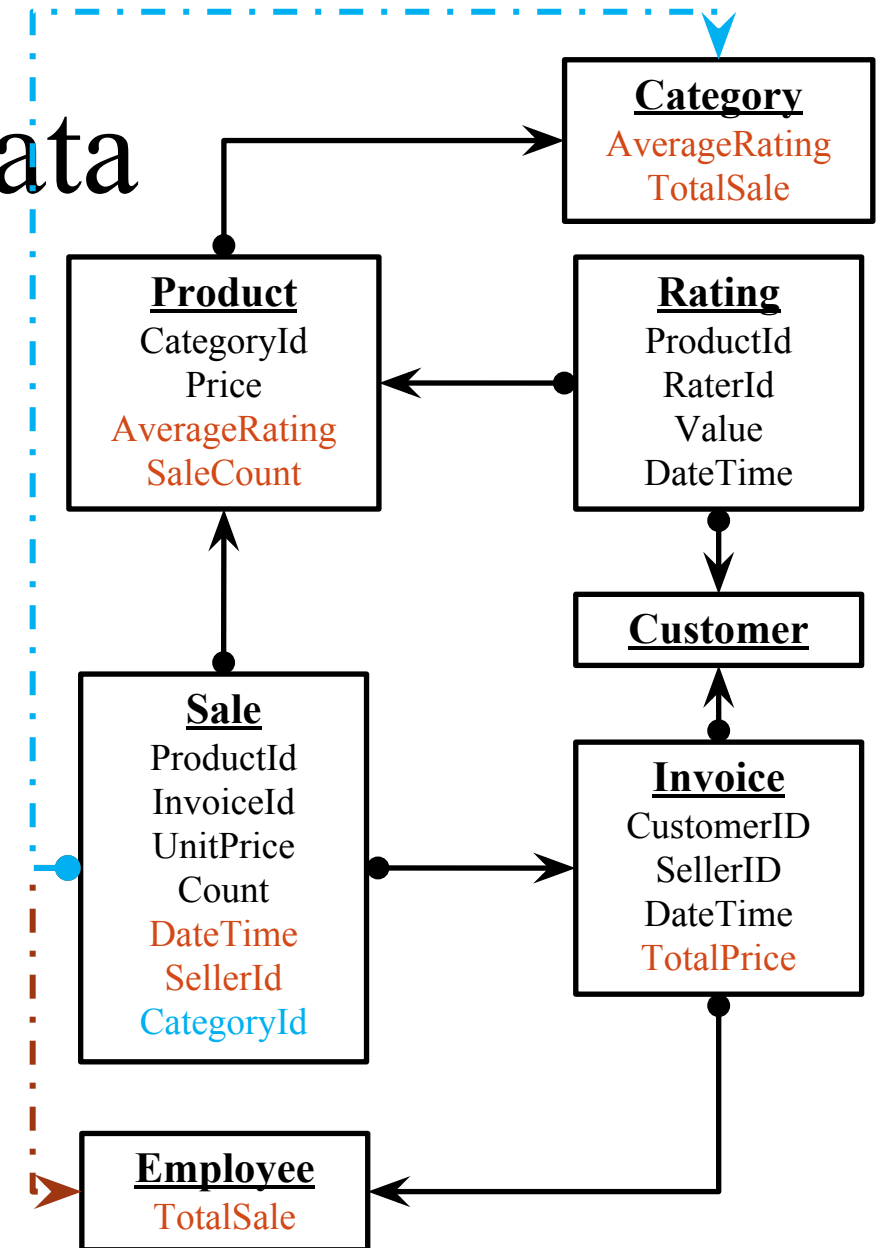 ata
Category
AverageRating
TotalSale
Product
CategoryId
Price
AverageRating
SaleCount
Rating
ProductId
RaterId
Value
DateTime
Customer
Sale
ProductId
InvoiceId
UnitPrice
Count
DateTime
SellerId
CategoryId
Invoice
CustomerID
SellerID
DateTime
TotalPrice
Employee
TotalSale